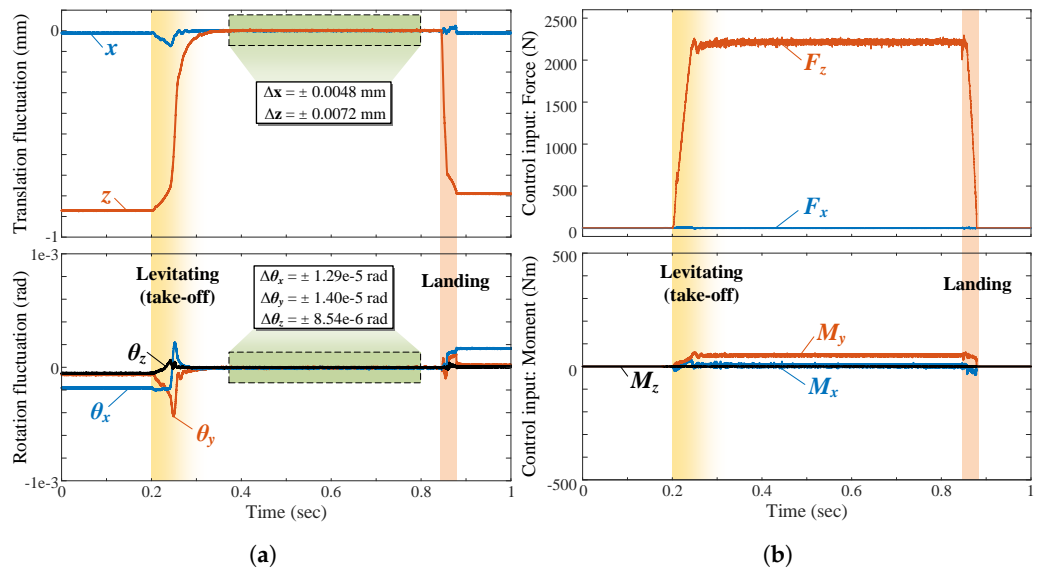 Translation fluctuation (mm)
0
-1
x
z
Δx = ± 0.0048 mm
Δz = ± 0.0072 mm
Rotation fluctuation (rad)
1e-3
0
-1e-3
Levitating
(take-off)
Δθx = ± 1.29e-5 rad
Δθy = ± 1.40e-5 rad
Δθz = ± 8.54e-6 rad
Landing
θz
θx
θy
0 0.2 0.4 0.6 0.8 1
Time (sec)
(a)
Control input: Force (N)
2500
2000
1500
1000
500
0
Fz
Fx
Control input: Moment (Nm)
500
0
-500
Levitating
(take-off)
Landing
My
Mz
Mx
0 0.2 0.4 0.6 0.8 1
Time (sec)
(b)